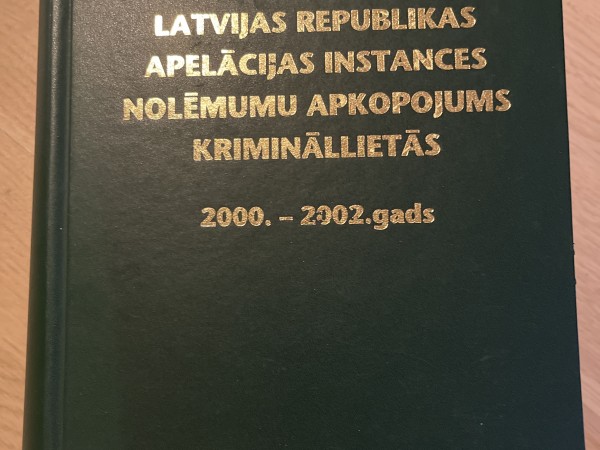 LATVIJAS REPUBLIKAS
APELĀCIJAS INSTANCES
NOLĒMUMU APKOPOJUMS
KRIMINĀLLIETĀS
2000. – 2002.gads